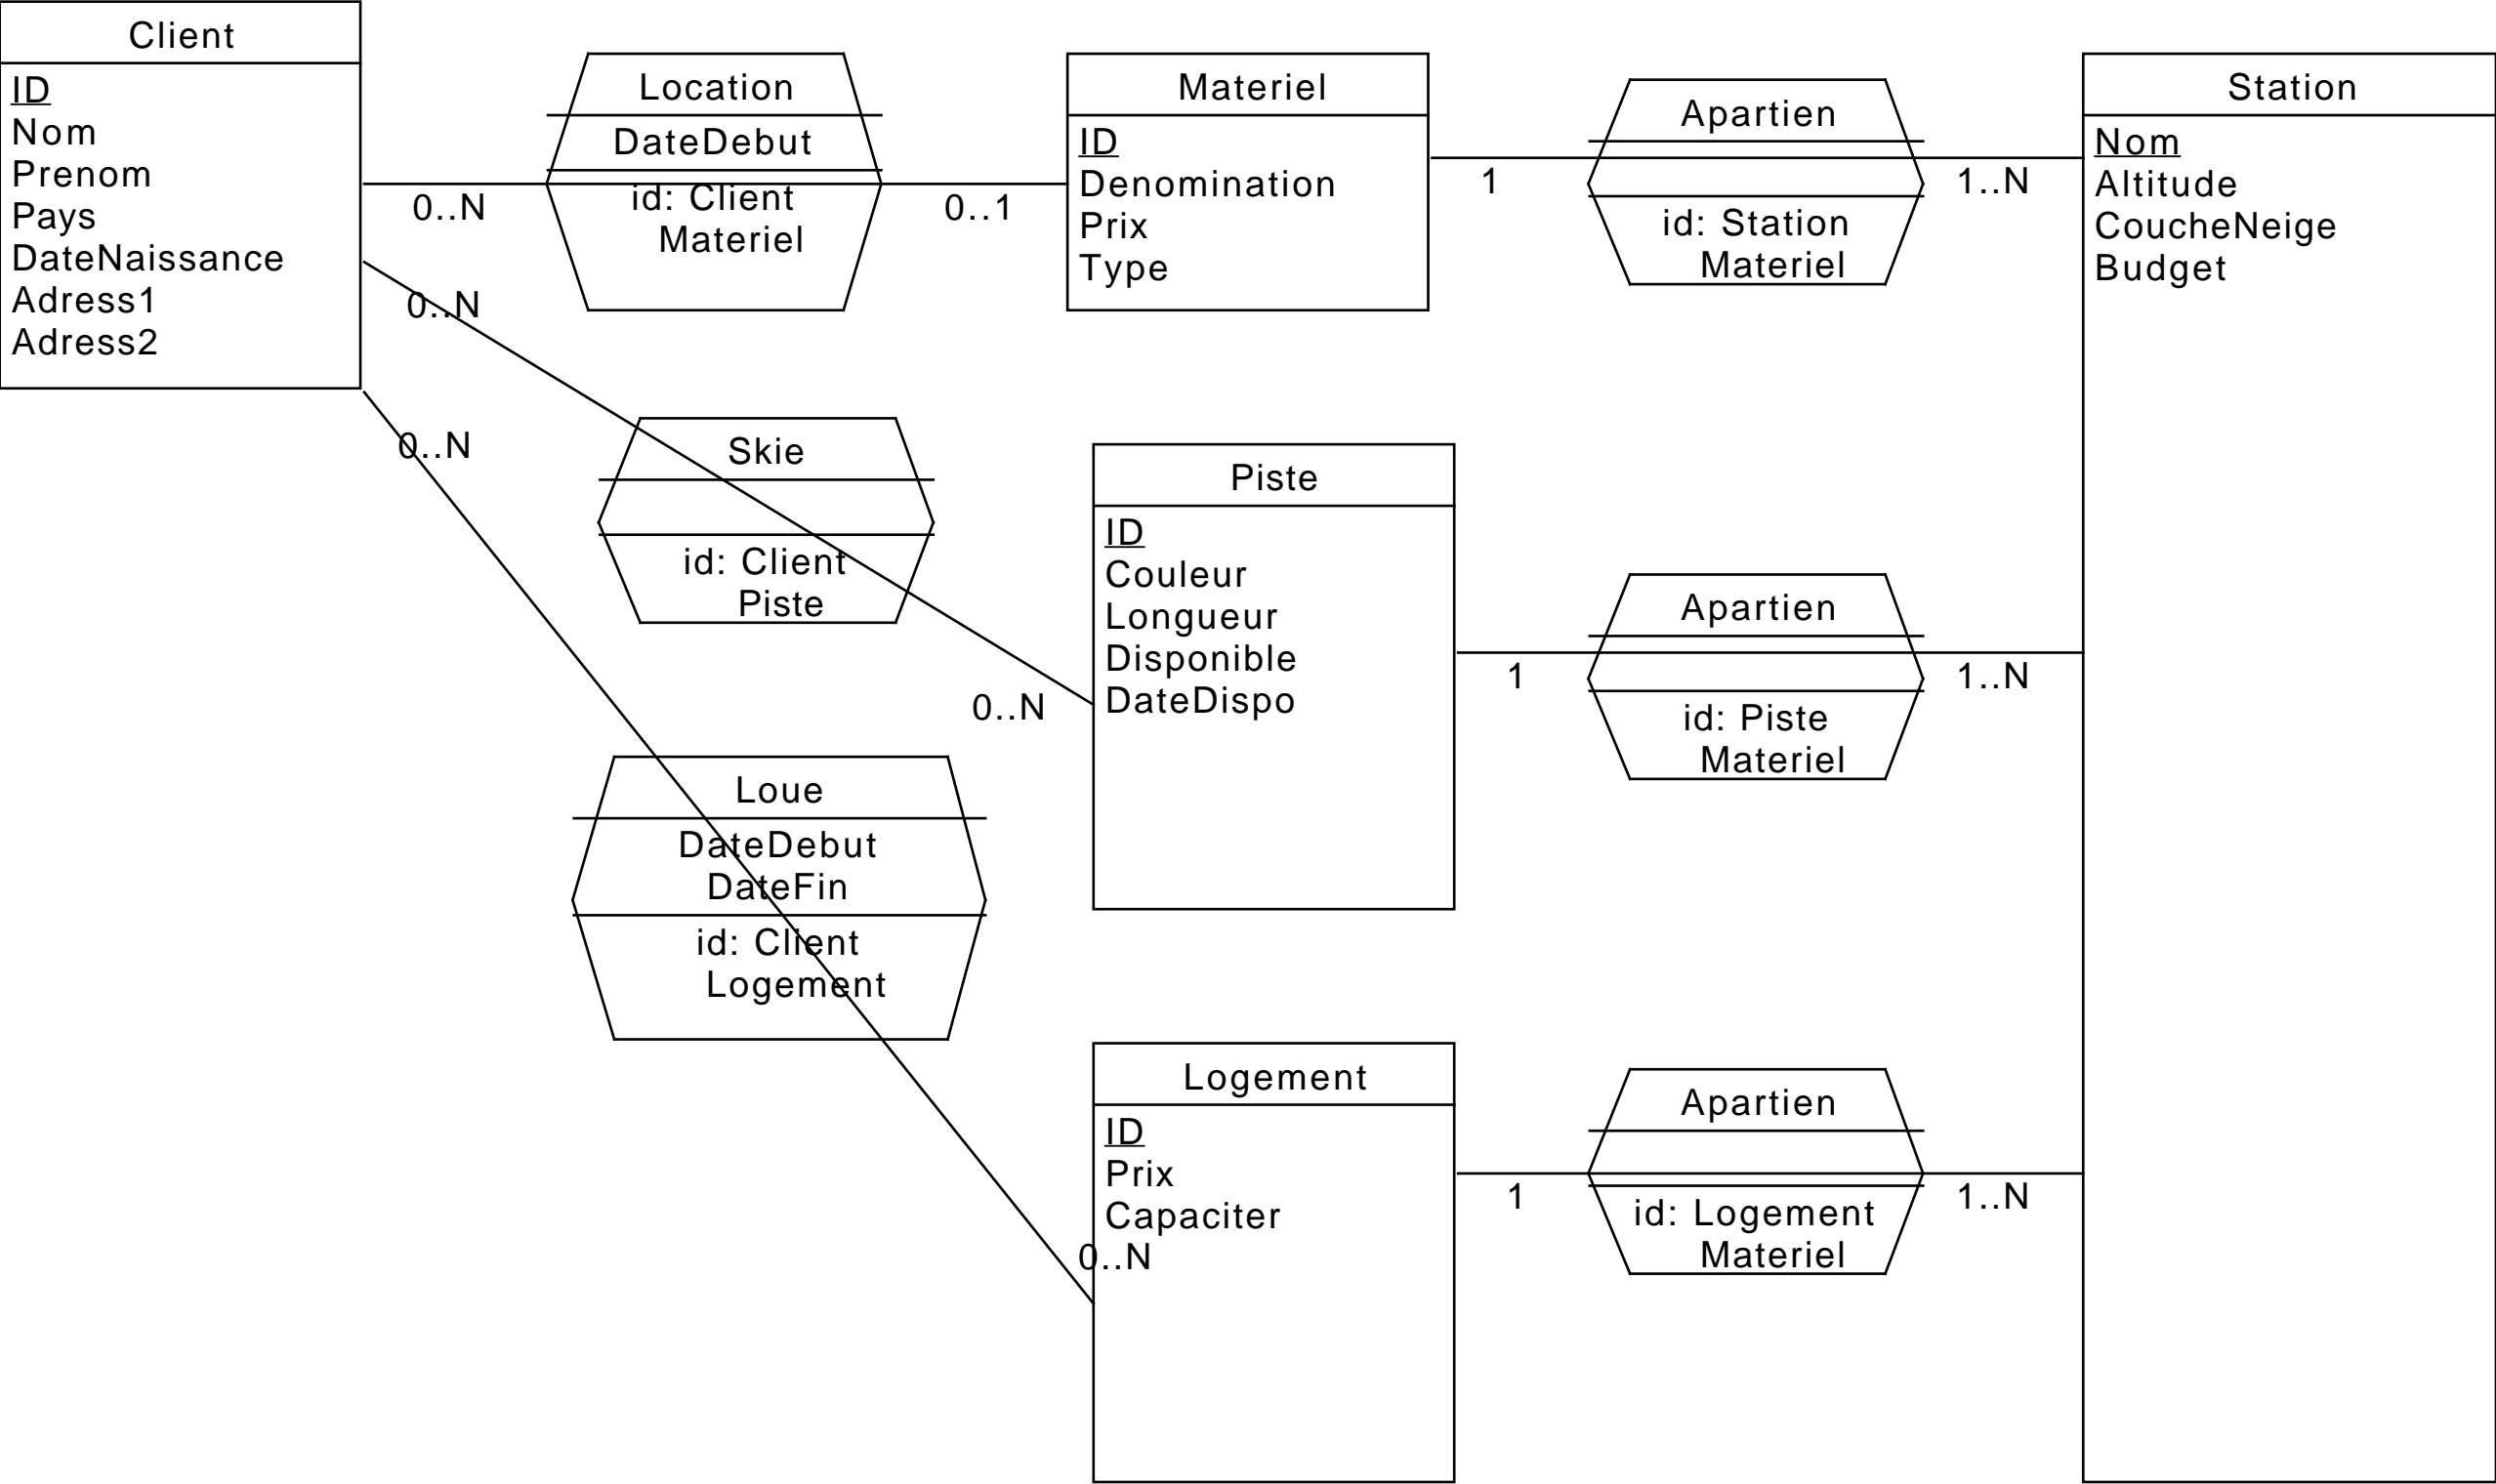 Client
ID
Nom
Prenom
Pays
DateNaissance
Adress1
Adress2
0..N
0..N
0..N
Location
DateDebut
id: Client
Materiel
0..1
Materiel
ID
Denomination
Prix
Type
1
Apartien
id: Station
Materiel
1..N
Station
Nom
Altitude
CoucheNeige
Budget
Skie
id: Client
Piste
0..N
Piste
ID
Couleur
Longueur
Disponible
DateDispo
1
Apartien
id: Piste
Materiel
1..N
Loue
DateDebut
DateFin
id: Client
Logement
0..N
Logement
ID
Prix
Capaciter
1
Apartien
id: Logement
Materiel
1..N